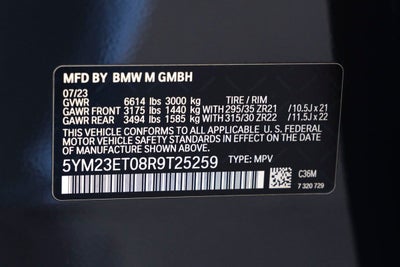 MFD BY BMW M GMBH
07/23
GVWR 6614 lbs 3000 kg TIRE / RIM
GAWR FRONT 3175 lbs 1440 kg 295/35 ZR21 /10.5J x 21
GAWR REAR 3494 lbs 1585 kg 315/30 ZR22 /11.5J x 22
THIS VEHICLE CONFORMS TO ALL APPLICABLE U.S. FEDERAL
MOTOR VEHICLE SAFETY STANDARDS IN EFFECT ON THE DATE
OF MANUFACTURE SHOWN ABOVE.
5YM23ET08R9T25259 TYPE: MPV
C36M
7 320 729